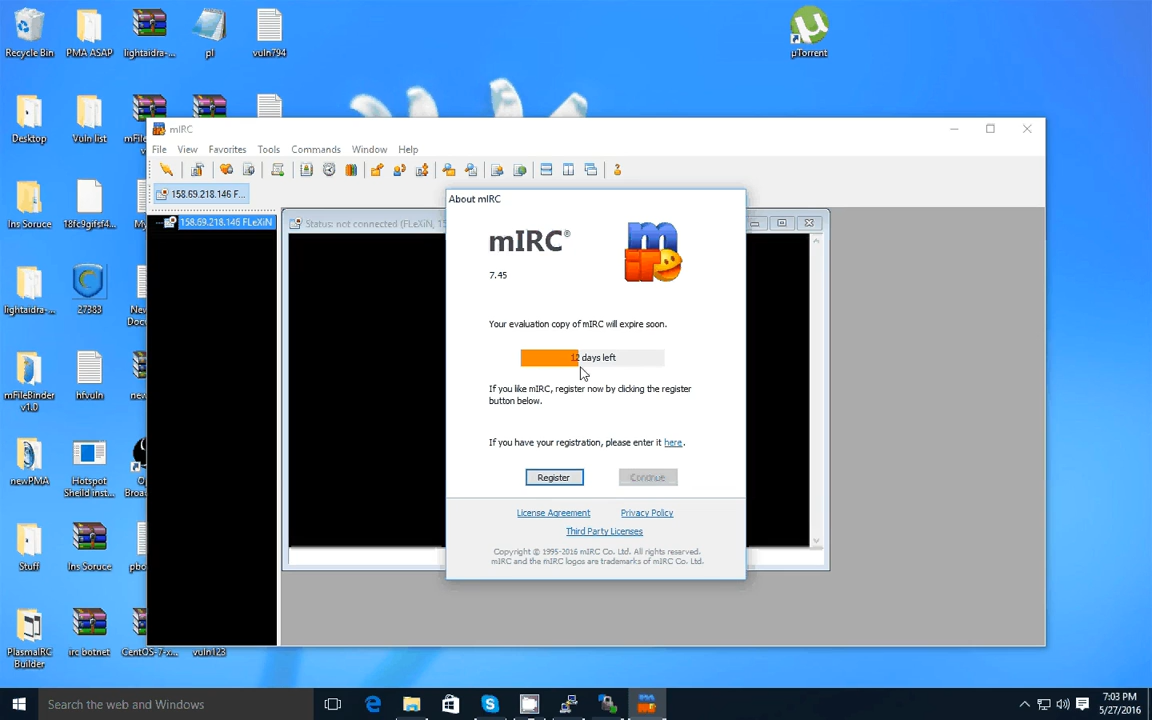 Recycle Bin
PMA ASAP
lightaidra-...
pl
vuln794
µTorrent
Desktop
Vuln list
Ins Soruce
lightaidra-...
27383
mFileBinder
v1.0
hfvuln
newPMA
Hotspot
Sheild inst...
Stuff
Ins Soruce
PlasmaIRC
Builder
irc botnet
CentOS-7-x...
vuln123
mIRC
File
View
Favorites
Tools
Commands
Window
Help
158.69.218.146 F...
158.69.218.146 FLeXiN
Status: not connected (FLeXiN, 15
About mIRC
mIRC®
7.45
Your evaluation copy of mIRC will expire soon.
12 days left
If you like mIRC, register now by clicking the register
button below.
If you have your registration, please enter it here.
Register
Continue
License Agreement
Privacy Policy
Third Party Licenses
Copyright © 1995-2016 mIRC Co. Ltd. All rights reserved.
mIRC and the mIRC logos are trademarks of mIRC Co. Ltd.
Search the web and Windows
7:03 PM
5/27/2016